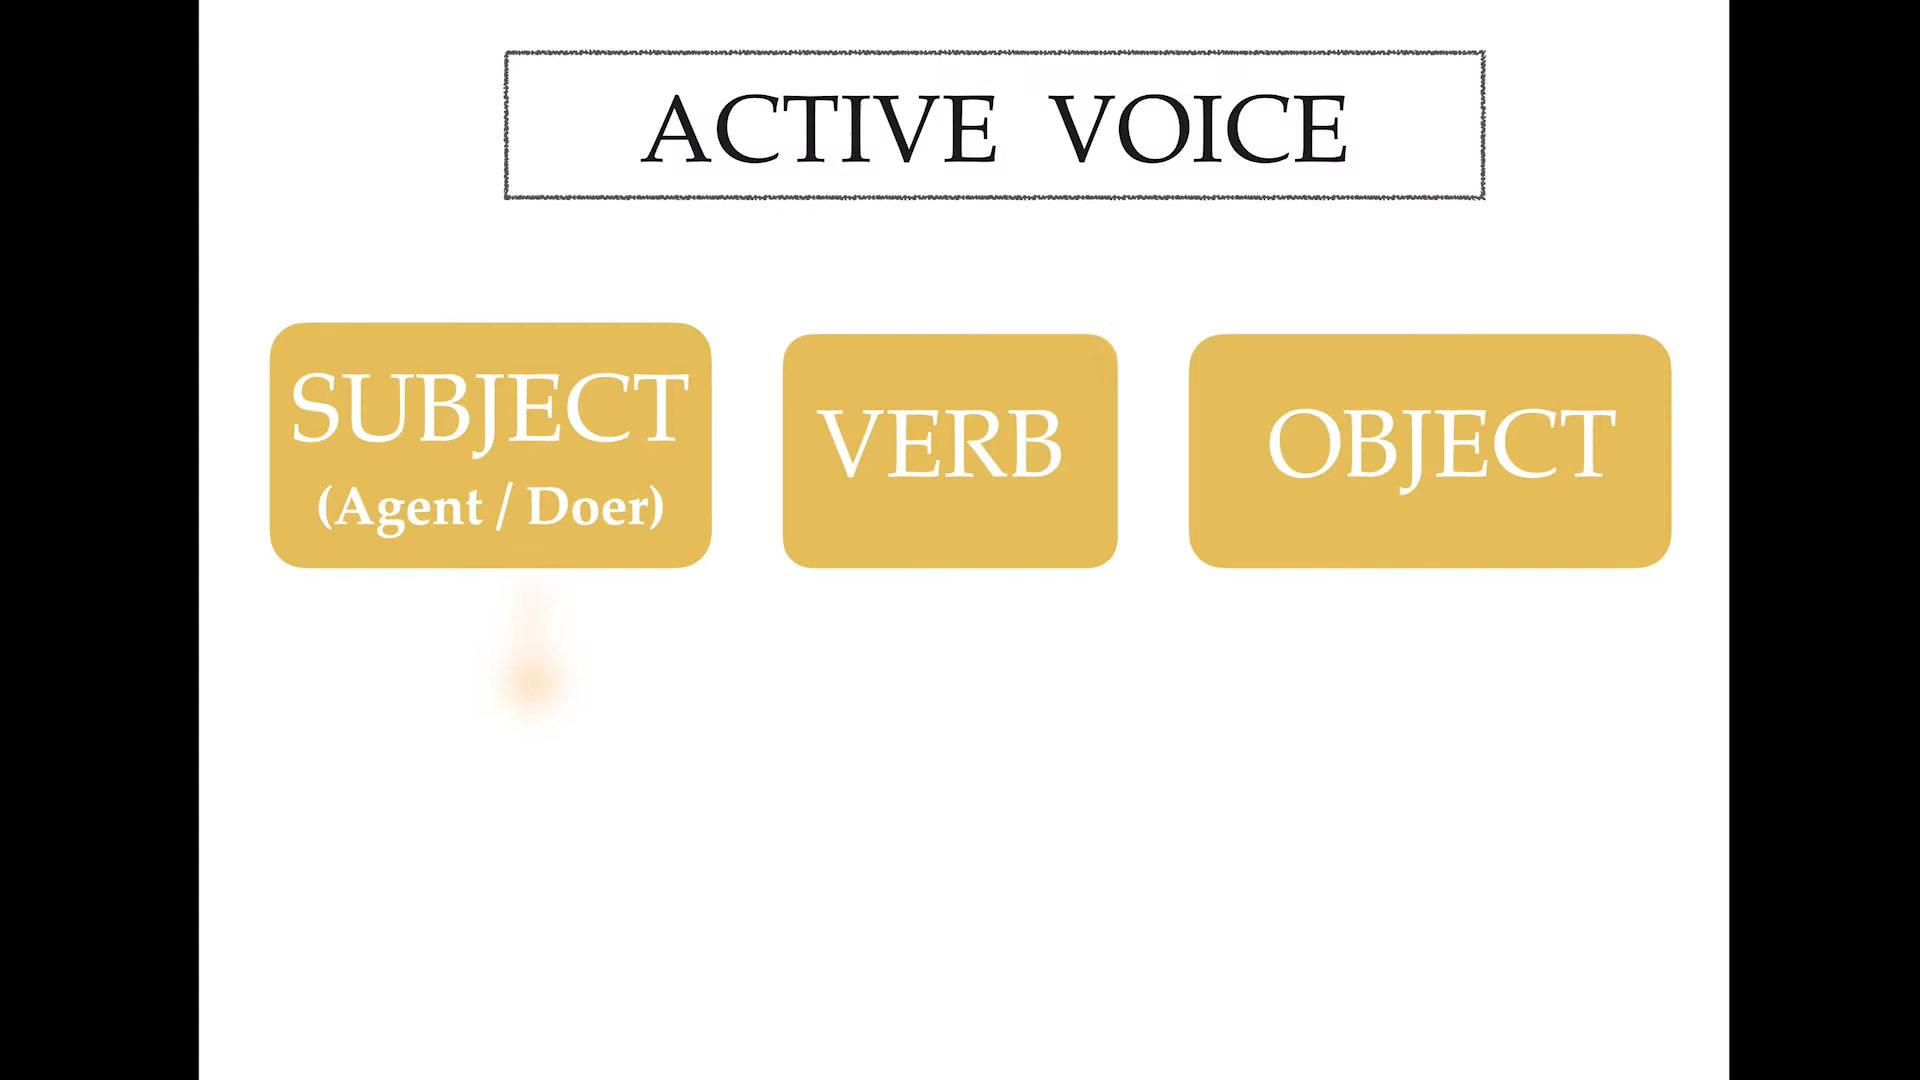 ACTIVE VOICE
SUBJECT
(Agent / Doer)
VERB
OBJECT